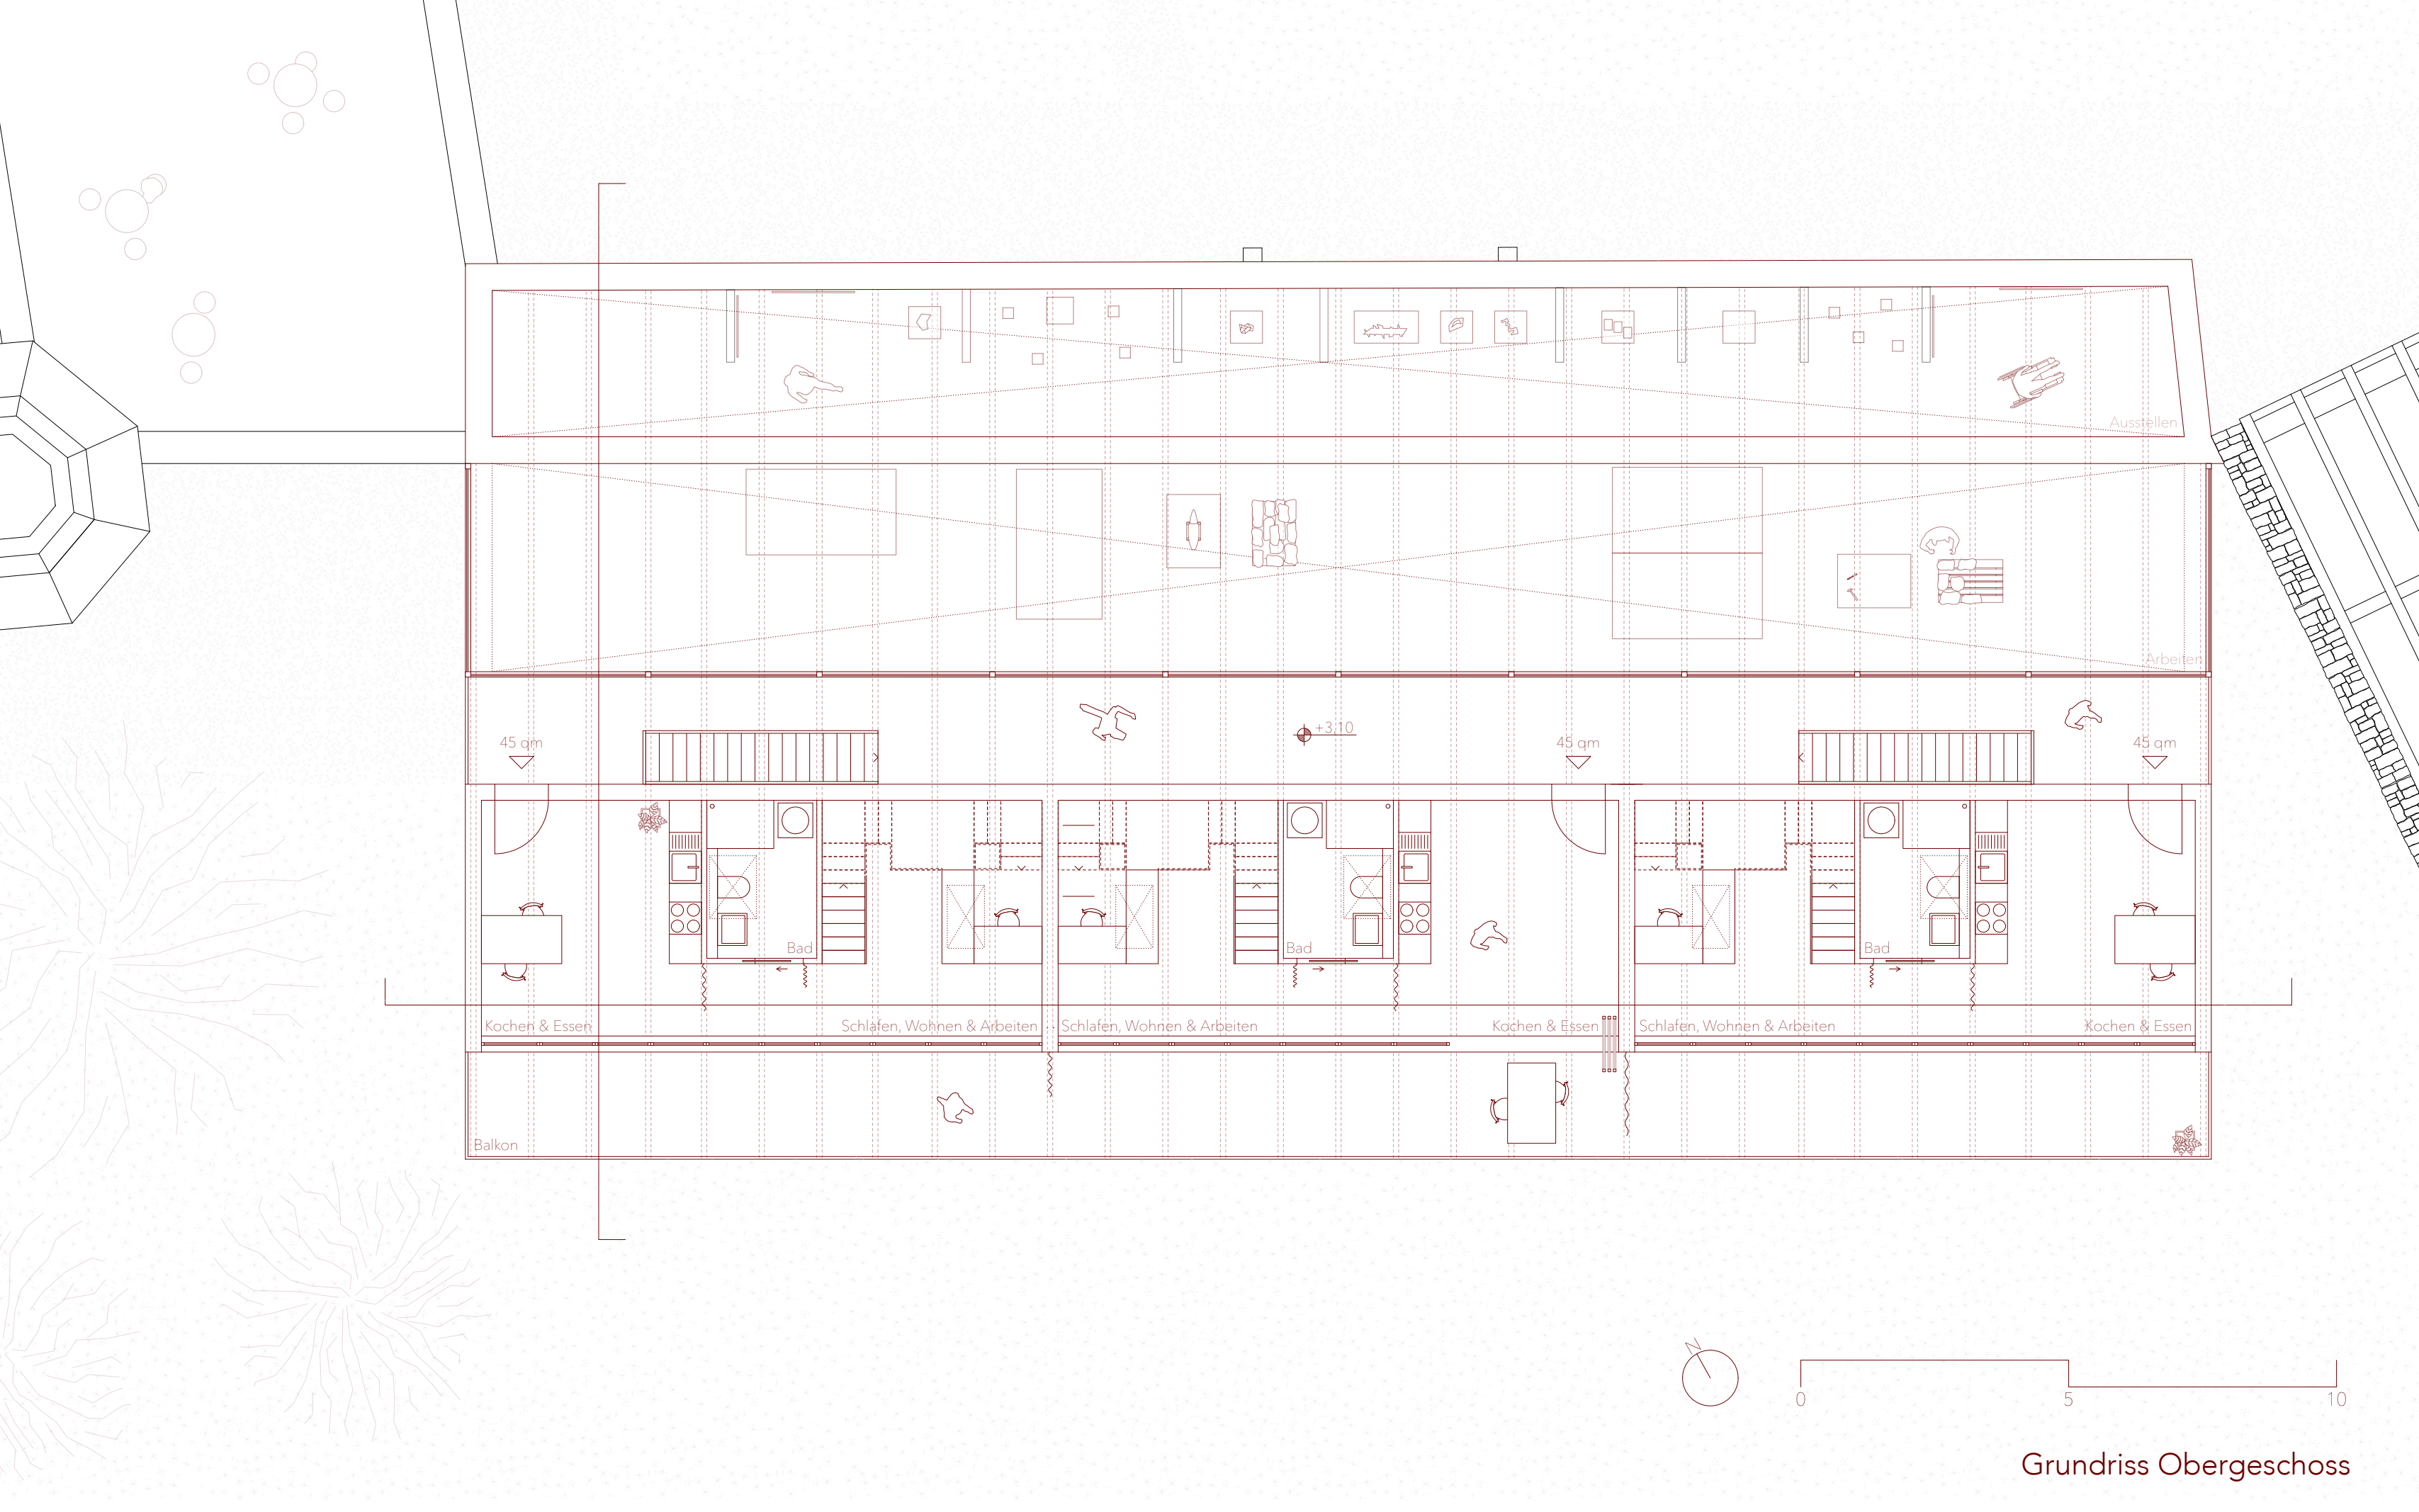 Ausstellen
Arbeiten
+3,10
45 qm
45 qm
45 qm
Bad
Bad
Bad
Kochen & Essen
Schlafen, Wohnen & Arbeiten
Schlafen, Wohnen & Arbeiten
Kochen & Essen
Schlafen, Wohnen & Arbeiten
Kochen & Essen
Balkon
N
0
5
10
Grundriss Obergeschoss